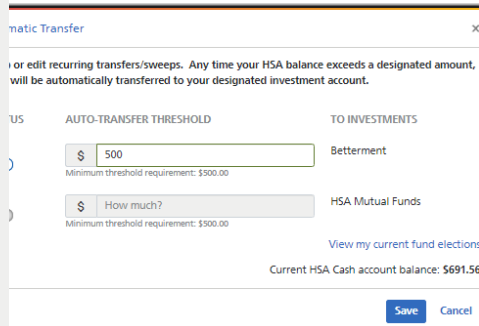 matic Transfer ×
or edit recurring transfers/sweeps. Any time your HSA balance exceeds a designated amount,
will be automatically transferred to your designated investment account.
US AUTO-TRANSFER THRESHOLD TO INVESTMENTS
$ 500 Betterment
Minimum threshold requirement: $500.00
$ How much? HSA Mutual Funds
Minimum threshold requirement: $500.00
View my current fund elections
Current HSA Cash account balance: $691.56
Save Cancel